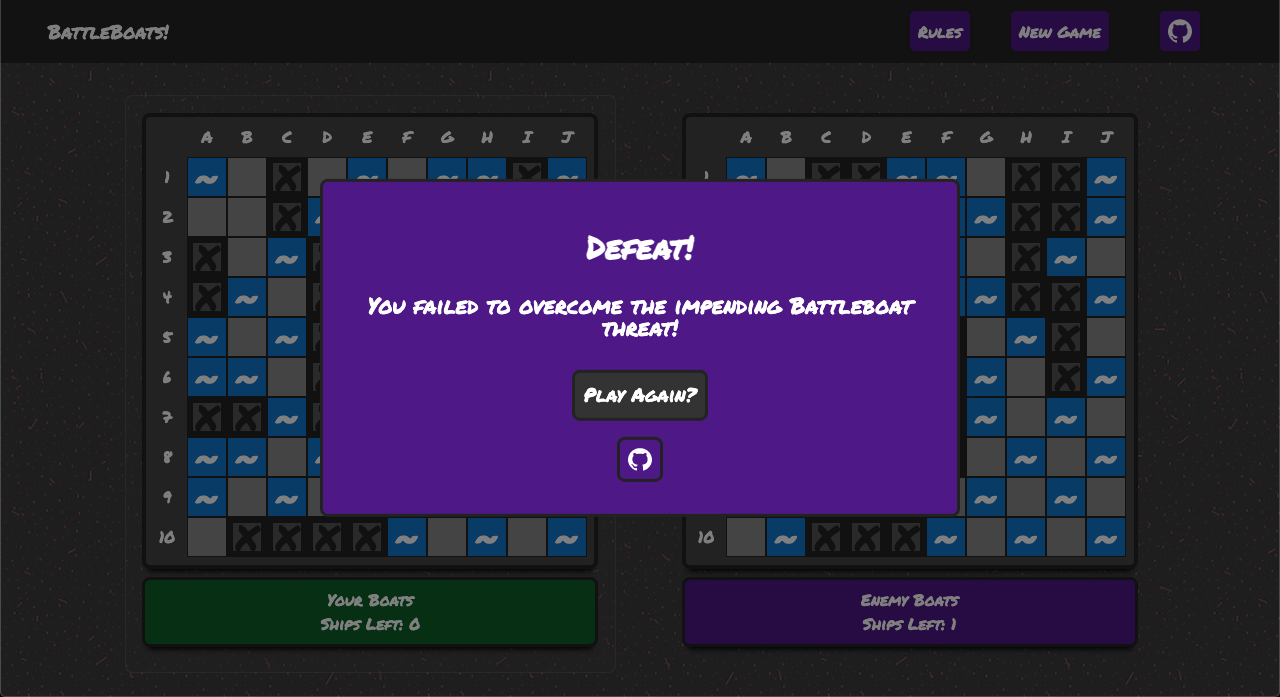 BattleBoats!
Rules
New Game
A B C D E F G H I J
1
2
3
4
5
6
7
8
9
10
A B C D E F G H I J
1
10
Defeat!
You failed to overcome the impending Battleboat
threat!
Play Again?
Your Boats
Ships Left: 0
Enemy Boats
Ships Left: 1